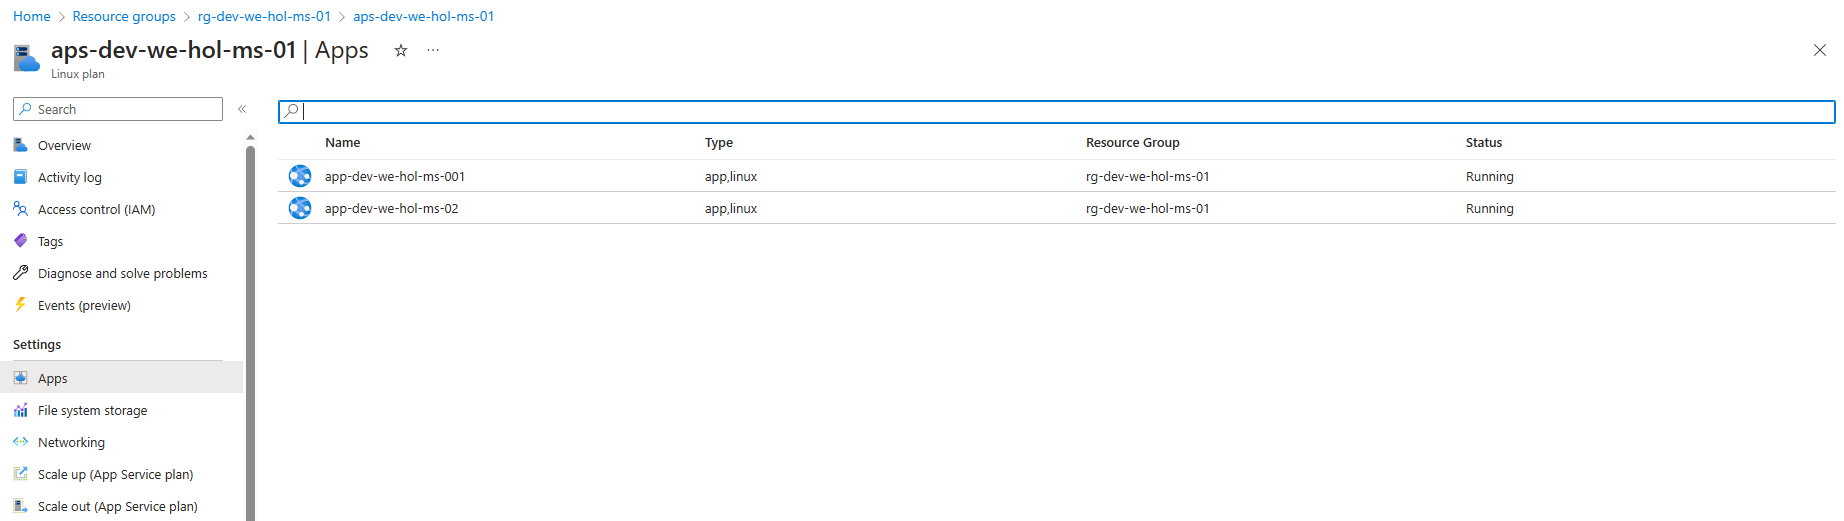 Home > Resource groups > rg-dev-we-hol-ms-01 > aps-dev-we-hol-ms-01
aps-dev-we-hol-ms-01 | Apps
Linux plan
Search
Overview
Activity log
Access control (IAM)
Tags
Diagnose and solve problems
Events (preview)
Settings
Apps
File system storage
Networking
Scale up (App Service plan)
Scale out (App Service plan)
Name Type Resource Group Status
app-dev-we-hol-ms-001 app,linux rg-dev-we-hol-ms-01 Running
app-dev-we-hol-ms-02 app,linux rg-dev-we-hol-ms-01 Running